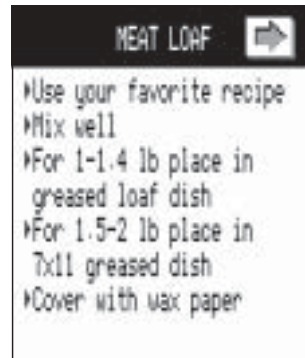 MEAT LOAF
Use your favorite recipe
Mix well
For 1-1.4 lb place in
greased loaf dish
For 1.5-2 lb place in
7x11 greased dish
Cover with wax paper